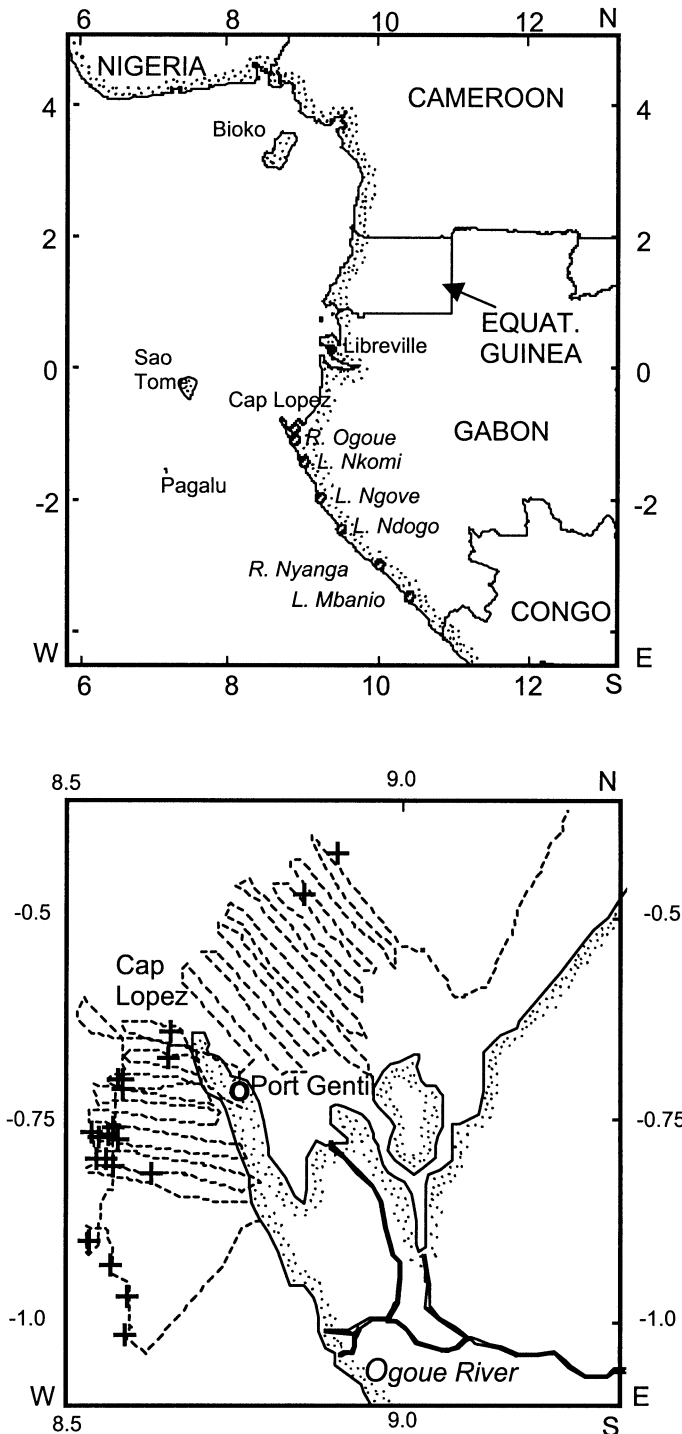 6 8 10 12 N
NIGERIA
CAMEROON
4 4
Bioko
2 2
EQUAT.
GUINEA
Libreville
Sao
Tome
0 0
Cap Lopez
GABON
R. Ogoue
L. Nkomi
Pagalu
L. Ngove
-2 -2
L. Ndogo
R. Nyanga
L. Mbanio
CONGO
W E
6 8 10 12 S
8.5 9.0 N
-0.5 -0.5
Cap
Lopez
Port Gentil
-0.75 -0.75
-1.0 -1.0
Ogoue River
W E
8.5 9.0 S